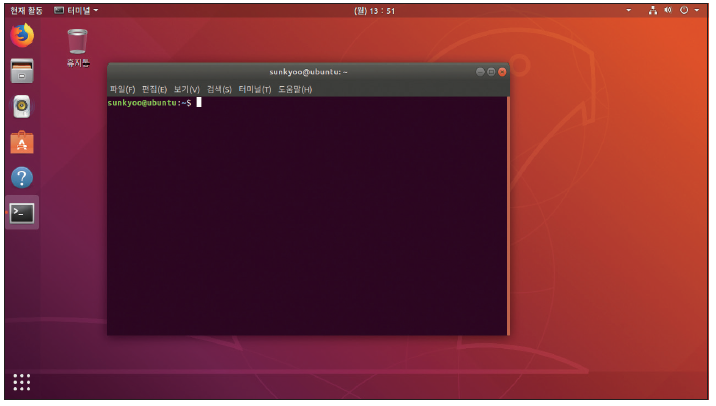 현재 활동 터미널 (월) 13 : 51
휴지통
sunkyoo@ubuntu: ~
파일(F) 편집(E) 보기(V) 검색(S) 터미널(T) 도움말(H)
sunkyoo@ubuntu:~$